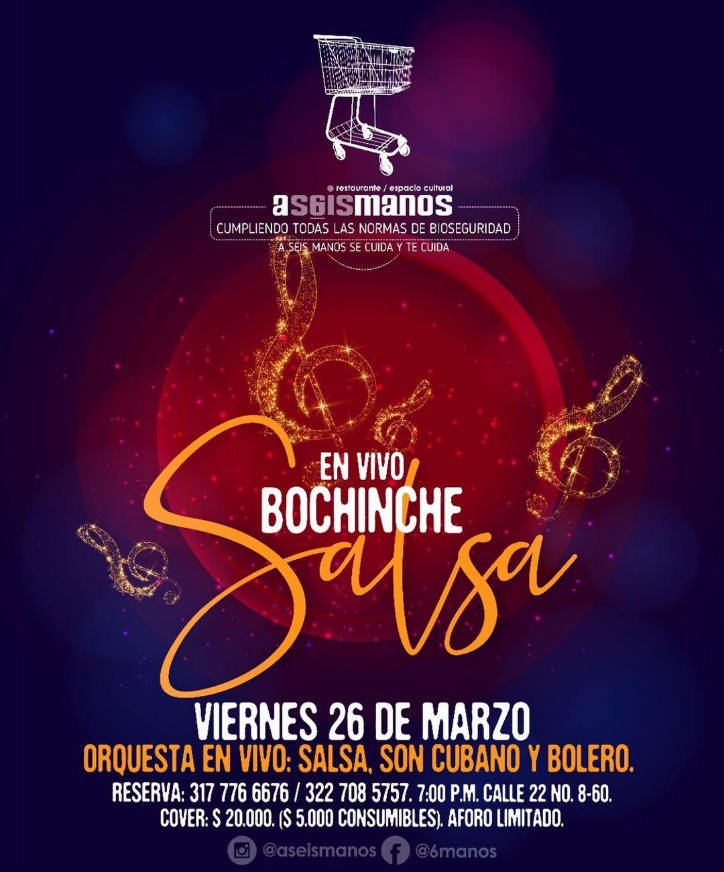 restaurante / espacio cultural
aseismanos
CUMPLIENDO TODAS LAS NORMAS DE BIOSEGURIDAD
A SEIS MANOS SE CUIDA Y TE CUIDA
EN VIVO
BOCHINCHE
Salsa
VIERNES 26 DE MARZO
ORQUESTA EN VIVO: SALSA, SON CUBANO Y BOLERO.
RESERVA: 317 776 6676 / 322 708 5757. 7:00 P.M. CALLE 22 NO. 8-60.
COVER: $ 20.000. ($ 5.000 CONSUMIBLES). AFORO LIMITADO.
@aseismanos @6manos